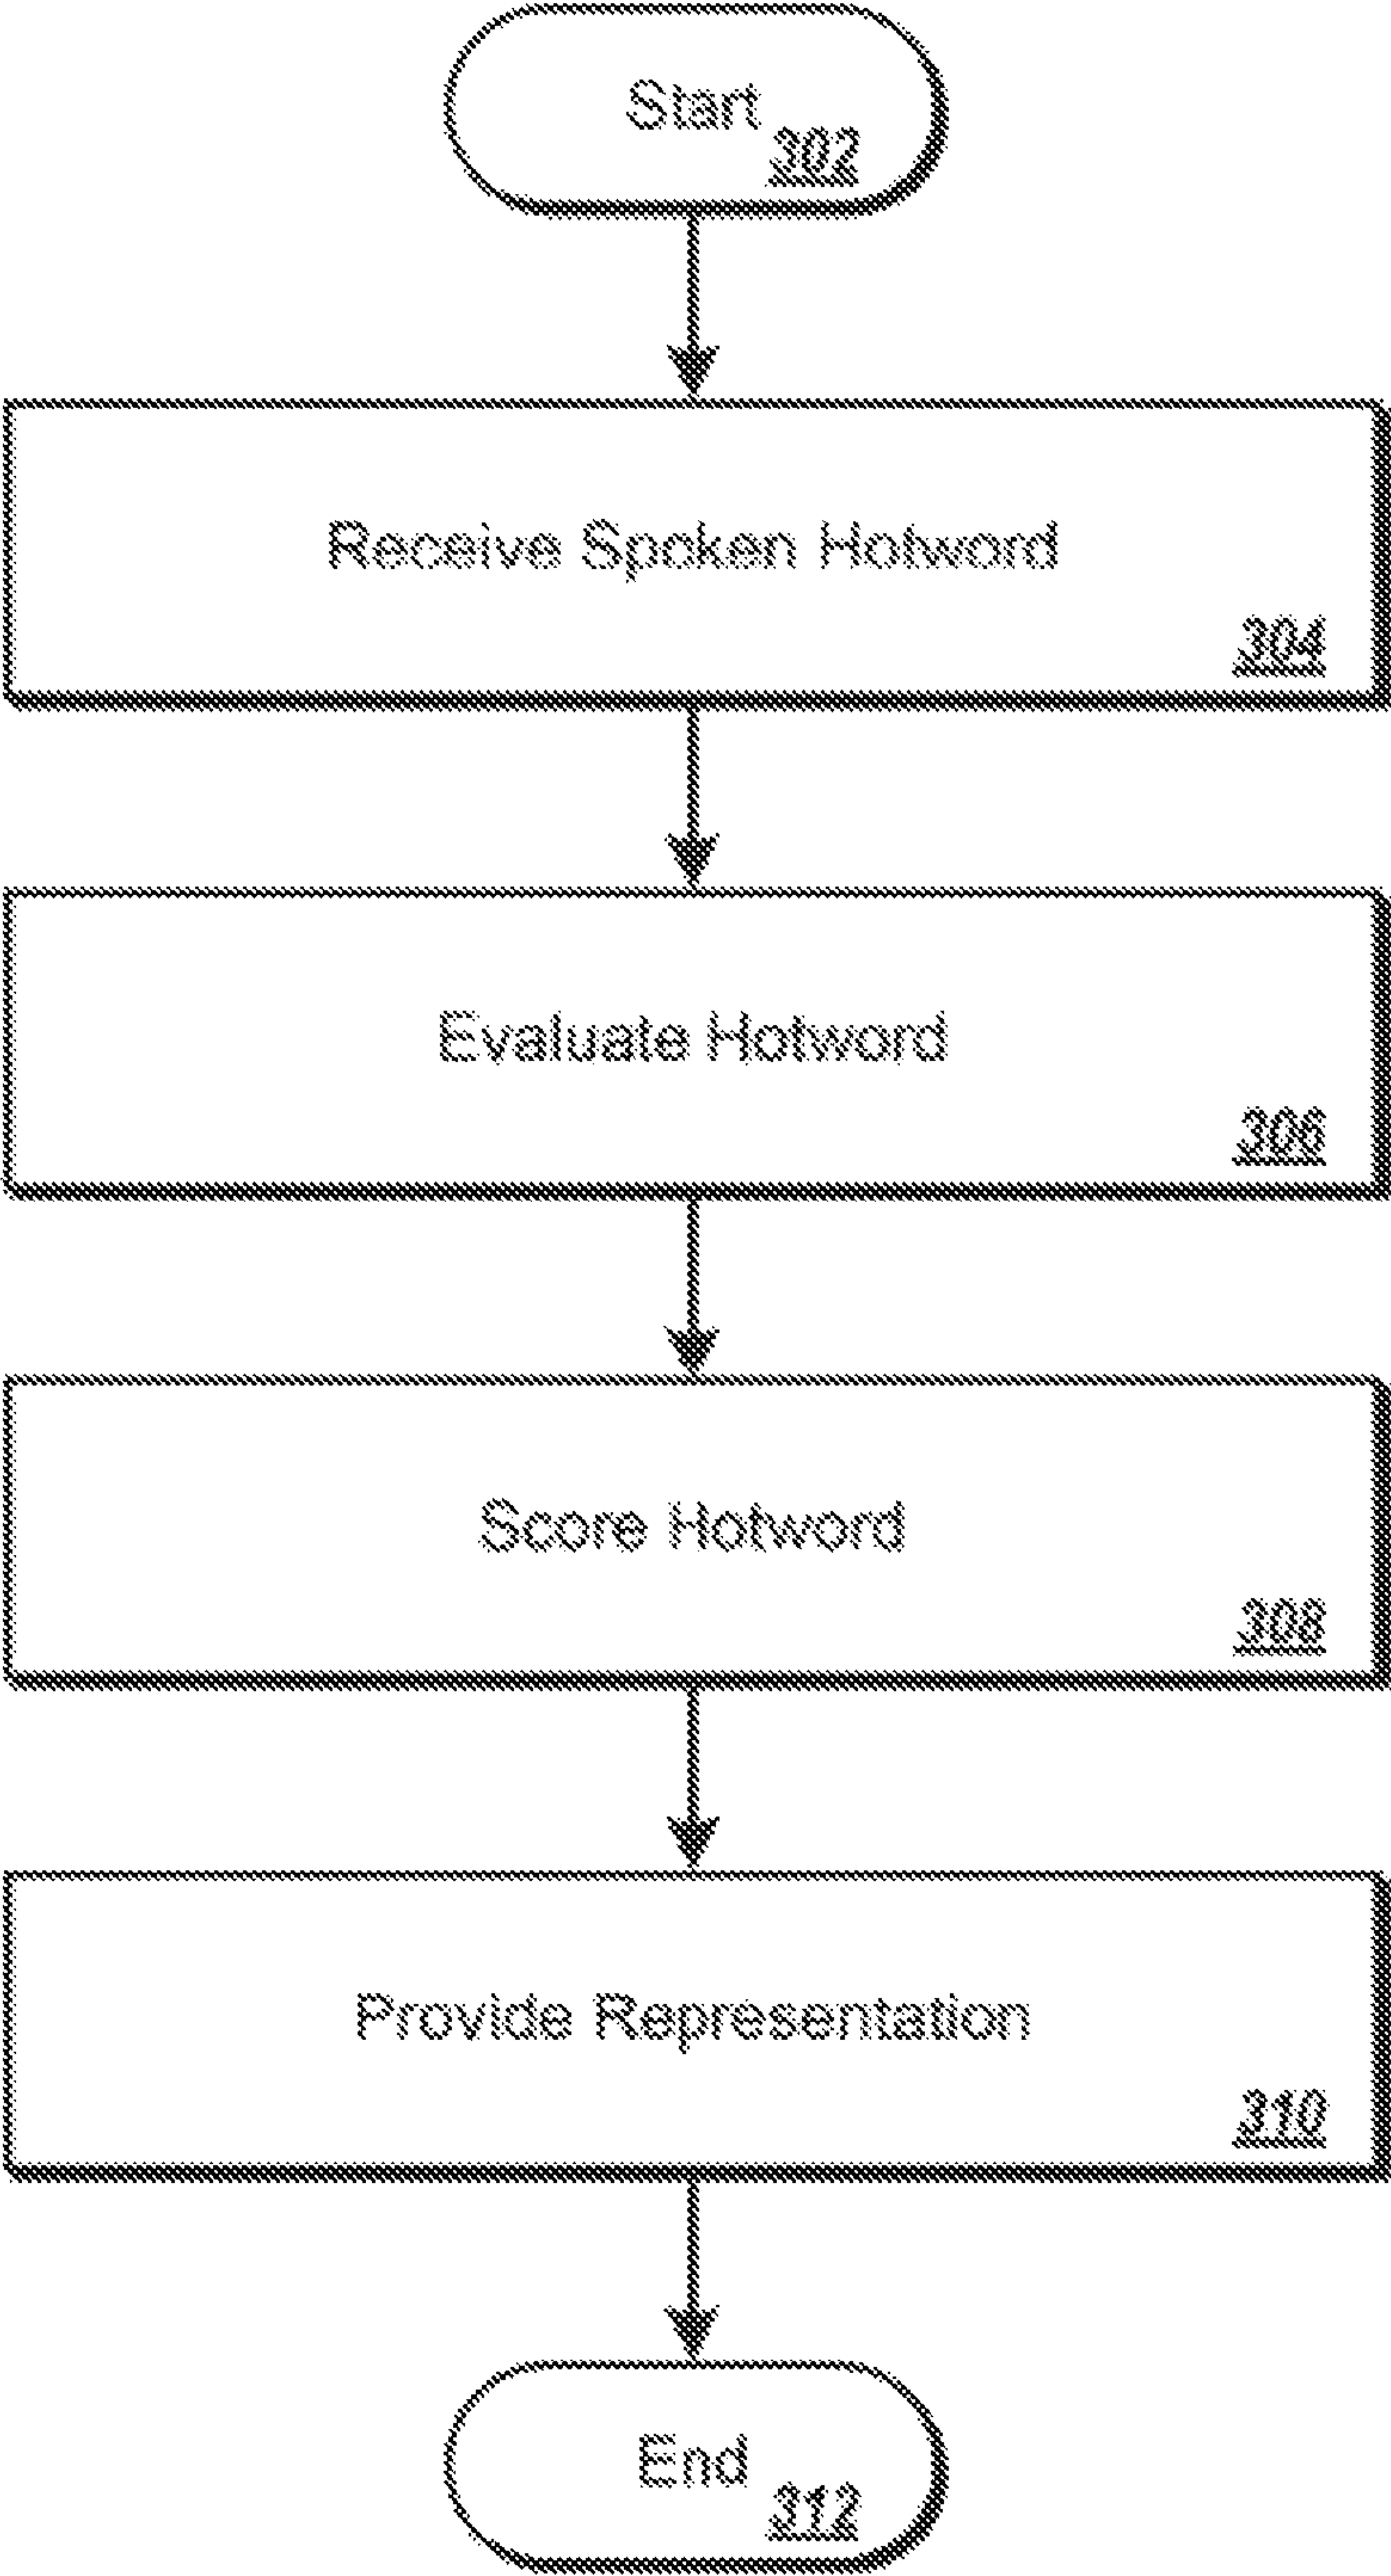 Start
302
Receive Spoken Hotword
304
Evaluate Hotword
306
Score Hotword
308
Provide Representation
310
End
312